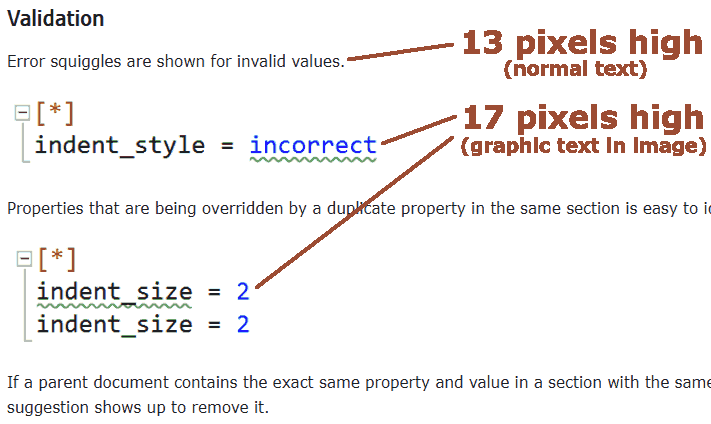 Validation
13 pixels high
Error squiggles are shown for invalid values.
(normal text)
[*]
17 pixels high
indent_style = incorrect
(graphic text in image)
Properties that are being overridden by a duplicate property in the same section is easy to
[*]
indent_size = 2
indent_size = 2
If a parent document contains the exact same property and value in a section with the same
suggestion shows up to remove it.